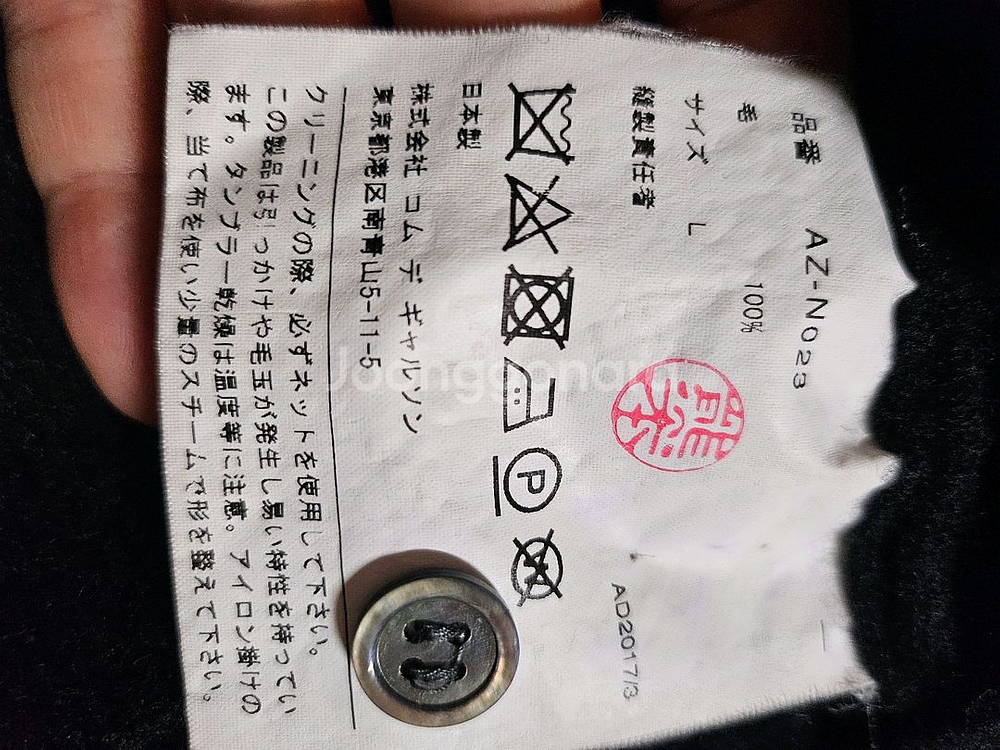 品番 AZ-N023
毛 100%
サイズ L
縫製責任者
熊本
AD2017/3
P
日本製
株式会社 コム デ ギャルソン
東京都港区南青山5-11-5
クリーニングの際、必ずネットを使用して下さい。
この製品は引っかけや毛玉が発生し易い特性を持ってい
ます。タンブラー乾燥は温度等に注意。アイロン掛けの
際、当て布を使い少量のスチームで形を整えて下さい。
Joonggonara